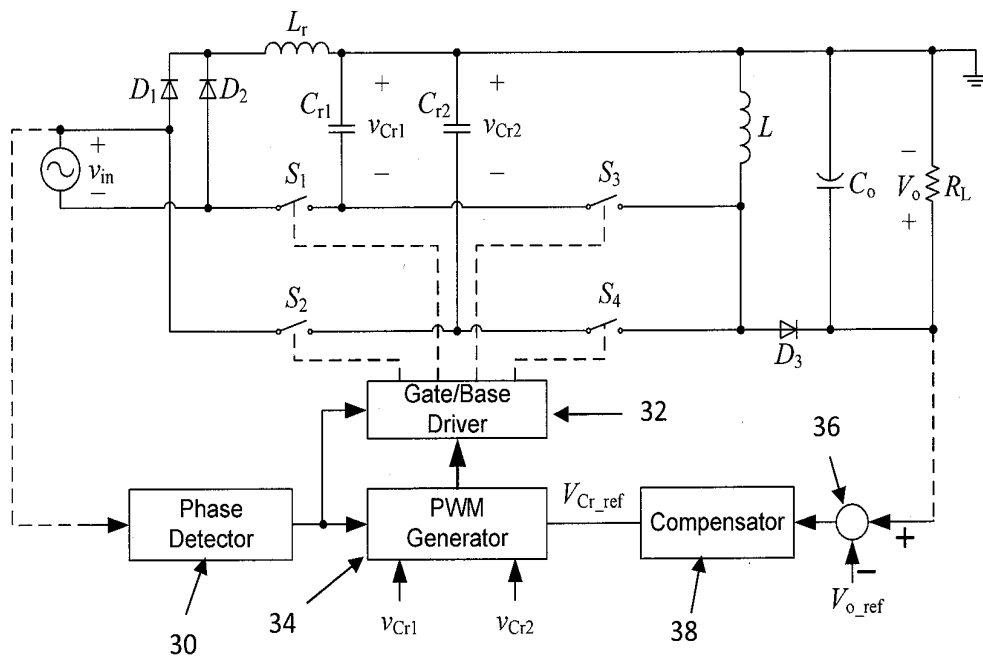 Lr
D1
D2
Cr1
+
vCr1
−
Cr2
+
vCr2
−
L
Co
−
Vo
+
RL
+
vin
−
S1
S3
S2
S4
D3
Gate/Base
Driver
32
36
Phase
Detector
PWM
Generator
VCr_ref
Compensator
+
−
Vo_ref
30
34
vCr1
vCr2
38